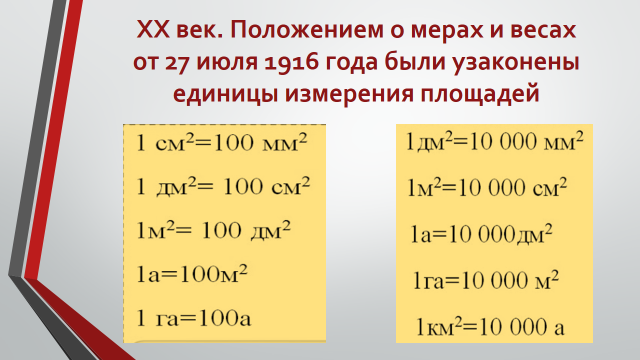 XX век. Положением о мерах и весах
от 27 июля 1916 года были узаконены
единицы измерения площадей
1 см²=100 мм²
1 дм²= 100 см²
1м²= 100 дм²
1а=100м²
1 га=100а
1дм²=10 000 мм²
1м²=10 000 см²
1а=10 000дм²
1га=10 000 м²
1км²=10 000 а